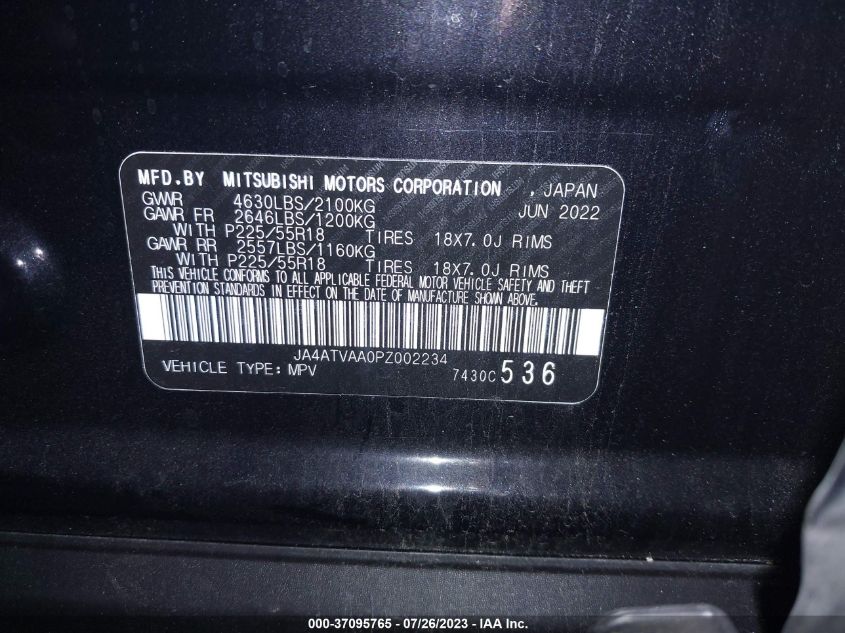 MFD.BY MITSUBISHI MOTORS CORPORATION , JAPAN
GVWR 4630LBS/2100KG JUN 2022
GAWR FR 2646LBS/1200KG
WITH P225/55R18 TIRES 18X7.0J RIMS
GAWR RR 2557LBS/1160KG
WITH P225/55R18 TIRES 18X7.0J RIMS
THIS VEHICLE CONFORMS TO ALL APPLICABLE FEDERAL MOTOR VEHICLE SAFETY AND THEFT
PREVENTION STANDARDS IN EFFECT ON THE DATE OF MANUFACTURE SHOWN ABOVE.
JA4ATVAA0PZ002234
VEHICLE TYPE: MPV 7430C 536
000-37095765 - 07/26/2023 - IAA Inc.